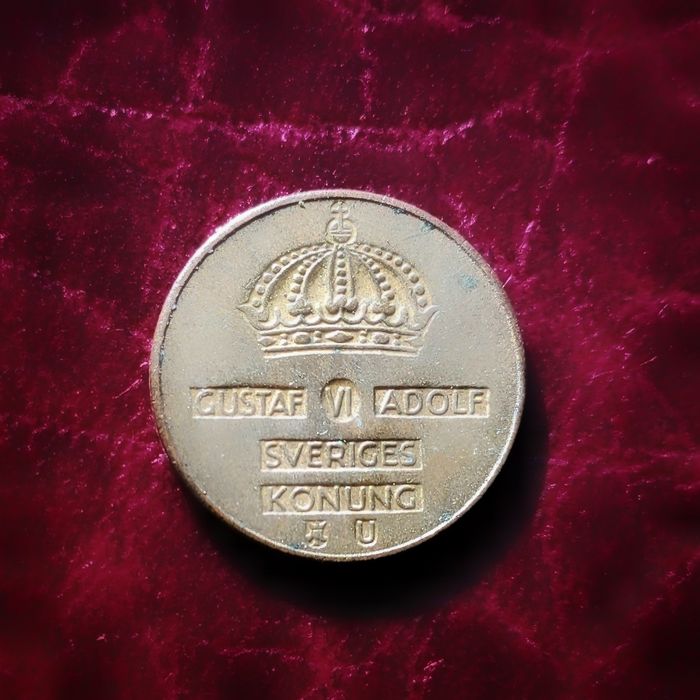 GUSTAF VI ADOLF
SVERIGES
KONUNG
U